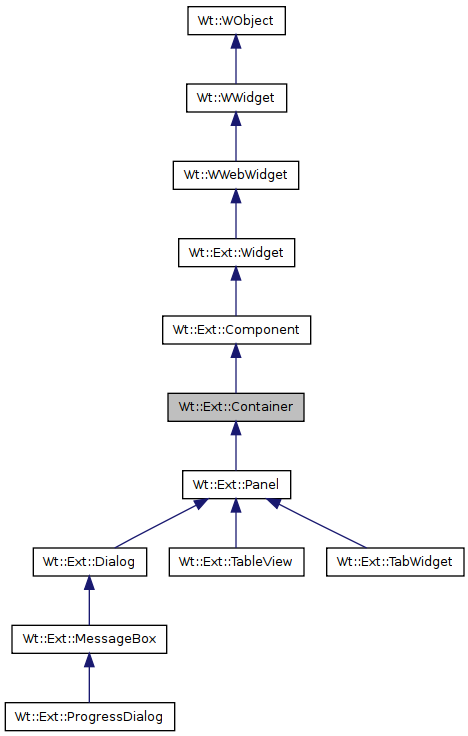 Wt::WObject
Wt::WWidget
Wt::WWebWidget
Wt::Ext::Widget
Wt::Ext::Component
Wt::Ext::Container
Wt::Ext::Panel
Wt::Ext::Dialog
Wt::Ext::TableView
Wt::Ext::TabWidget
Wt::Ext::MessageBox
Wt::Ext::ProgressDialog